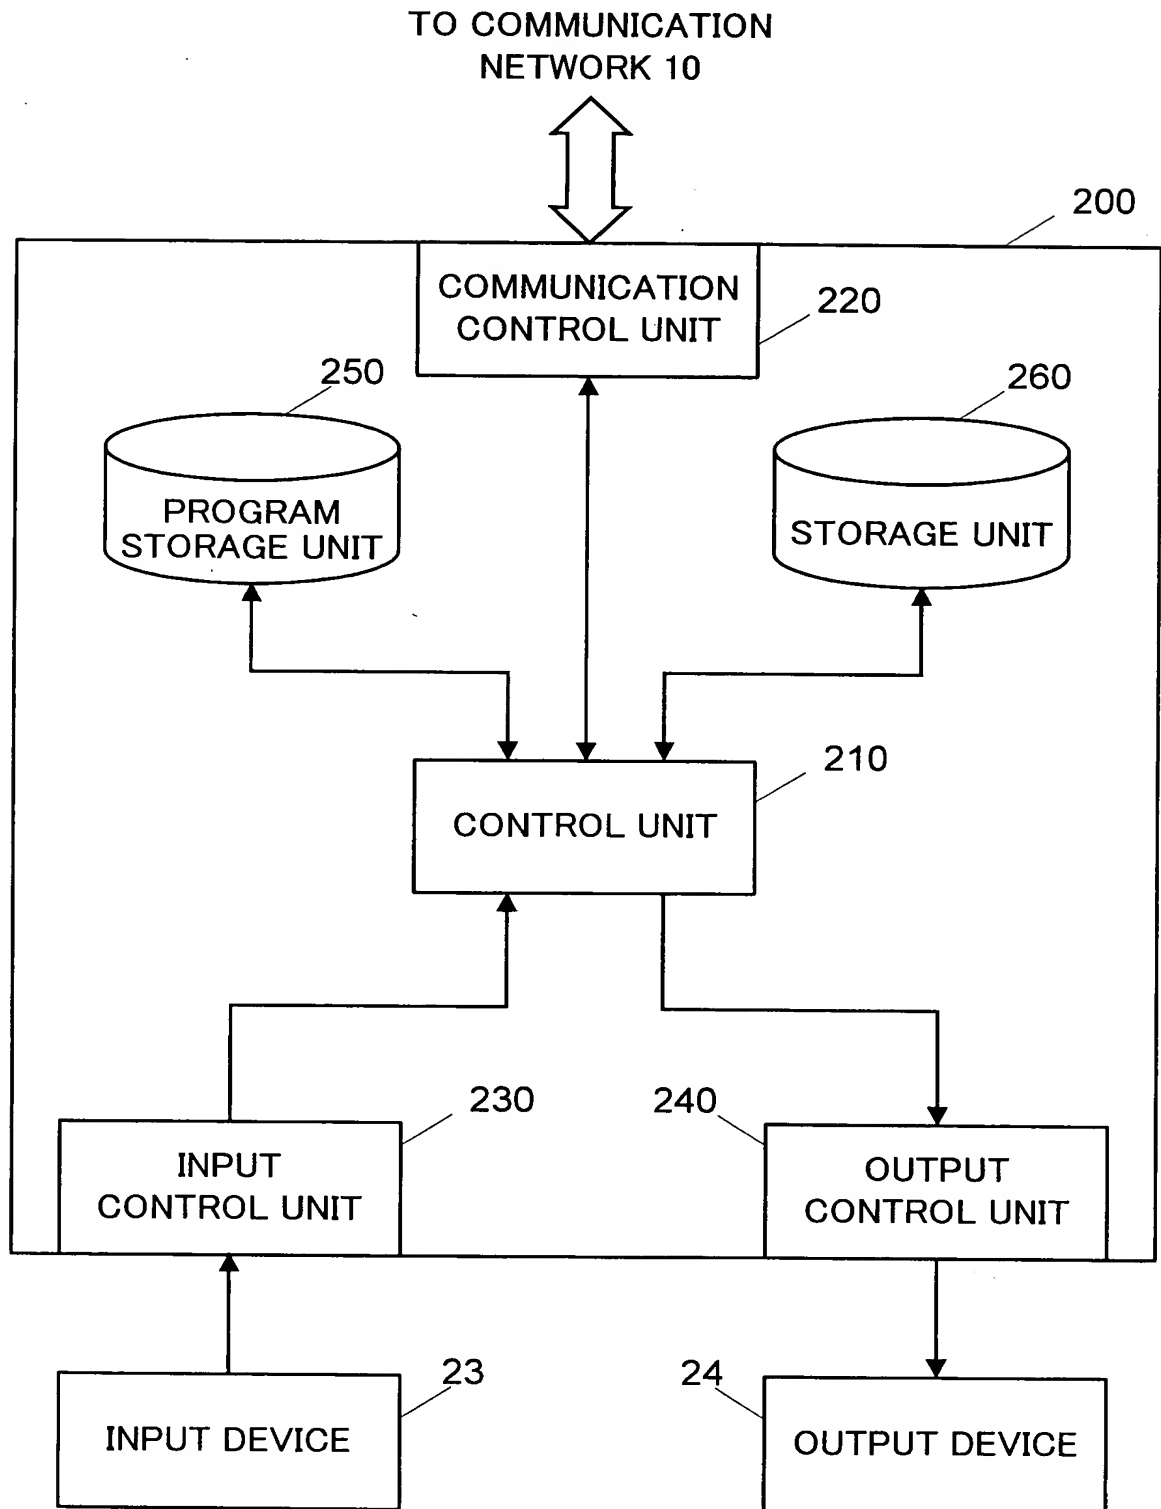 TO COMMUNICATION
NETWORK 10
200
COMMUNICATION
CONTROL UNIT
220
250
260
PROGRAM
STORAGE UNIT
STORAGE UNIT
210
CONTROL UNIT
230
240
INPUT
CONTROL UNIT
OUTPUT
CONTROL UNIT
23
24
INPUT DEVICE
OUTPUT DEVICE